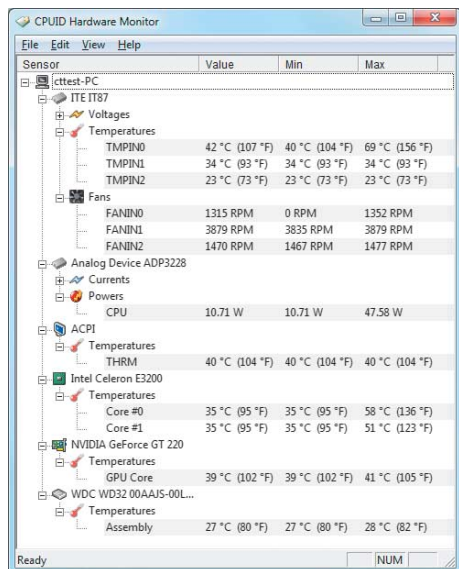 CPUID Hardware Monitor
File Edit View Help
Sensor Value Min Max
cttest-PC
ITE IT87
Voltages
Temperatures
TMPIN0 42 °C (107 °F) 40 °C (104 °F) 69 °C (156 °F)
TMPIN1 34 °C (93 °F) 34 °C (93 °F) 34 °C (93 °F)
TMPIN2 23 °C (73 °F) 23 °C (73 °F) 23 °C (73 °F)
Fans
FANIN0 1315 RPM 0 RPM 1352 RPM
FANIN1 3879 RPM 3835 RPM 3879 RPM
FANIN2 1470 RPM 1467 RPM 1477 RPM
Analog Device ADP3228
Currents
Powers
CPU 10.71 W 10.71 W 47.58 W
ACPI
Temperatures
THRM 40 °C (104 °F) 40 °C (104 °F) 40 °C (104 °F)
Intel Celeron E3200
Temperatures
Core #0 35 °C (95 °F) 35 °C (95 °F) 58 °C (136 °F)
Core #1 35 °C (95 °F) 35 °C (95 °F) 51 °C (123 °F)
NVIDIA GeForce GT 220
Temperatures
GPU Core 39 °C (102 °F) 39 °C (102 °F) 41 °C (105 °F)
WDC WD32 00AAJS-00L...
Temperatures
Assembly 27 °C (80 °F) 27 °C (80 °F) 28 °C (82 °F)
Ready NUM